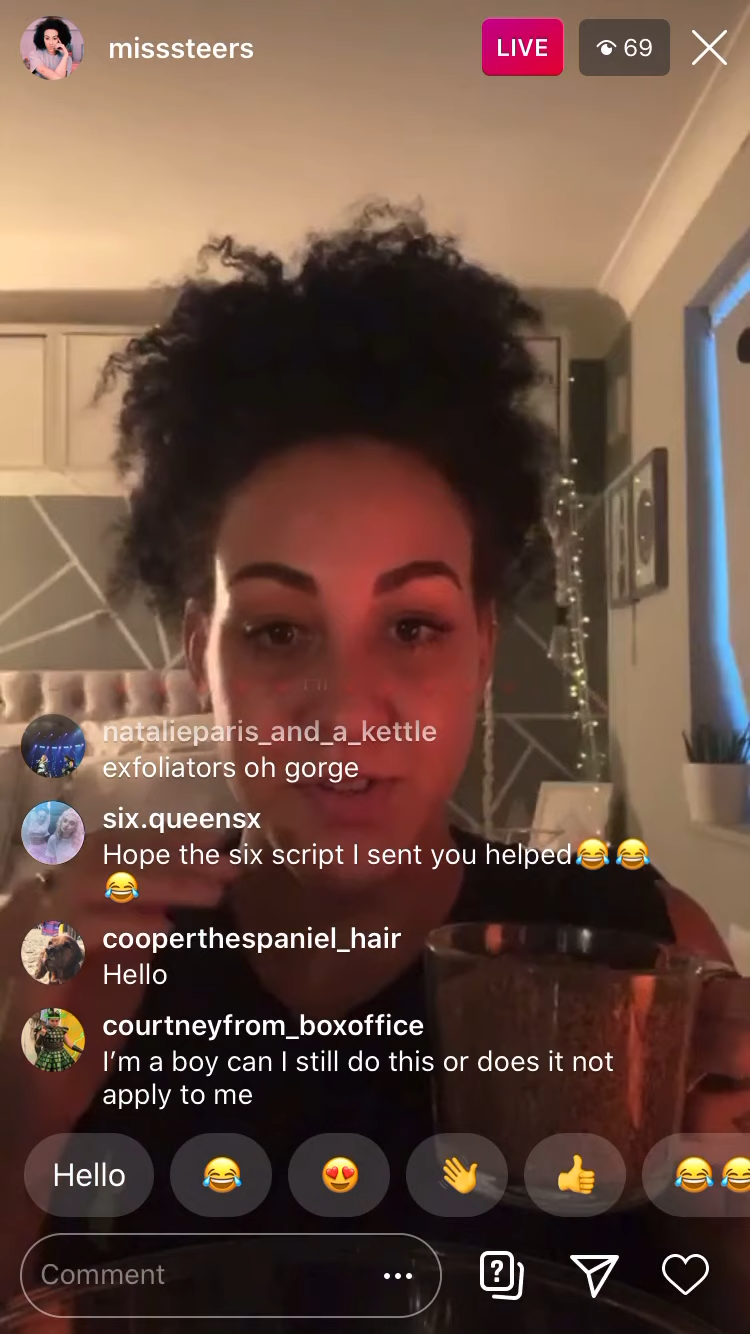 misssteers
LIVE
69
natalieparis_and_a_kettle
exfoliators oh gorge
six.queensx
Hope the six script I sent you helped😂😂
😂
cooperthespaniel_hair
Hello
courtneyfrom_boxoffice
I’m a boy can I still do this or does it not
apply to me
Hello 😂 😍 👋 👍 😂😂
Comment
?